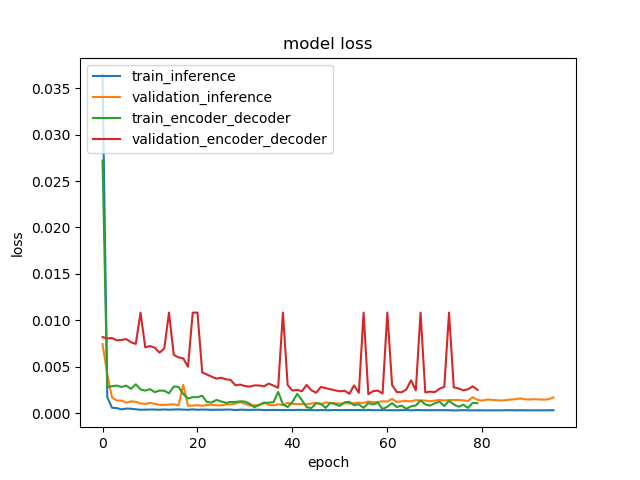 model loss
train_inference
validation_inference
train_encoder_decoder
validation_encoder_decoder
0.035
0.030
0.025
0.020
0.015
0.010
0.005
0.000
loss
0 20 40 60 80
epoch